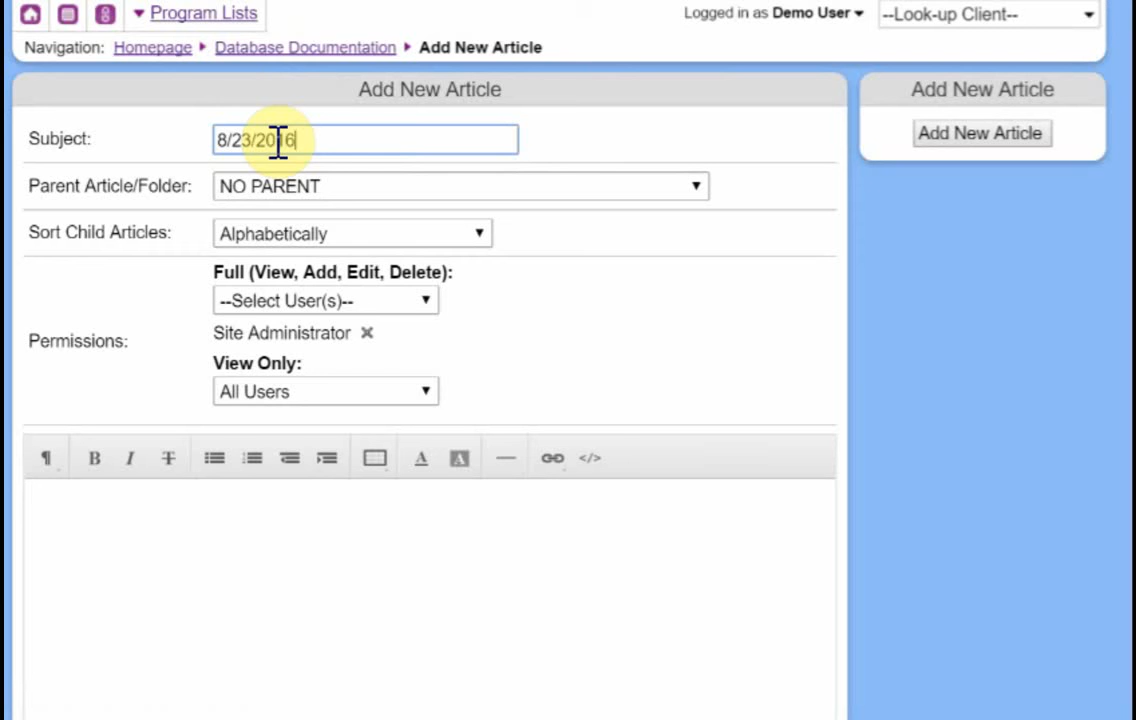 Program Lists
Logged in as Demo User
--Look-up Client--
Navigation: Homepage Database Documentation Add New Article
Add New Article
Subject: 8/23/2016
Parent Article/Folder: NO PARENT
Sort Child Articles: Alphabetically
Permissions:
Full (View, Add, Edit, Delete):
--Select User(s)--
Site Administrator ✕
View Only:
All Users
¶ B I T A A — </>
Add New Article
Add New Article